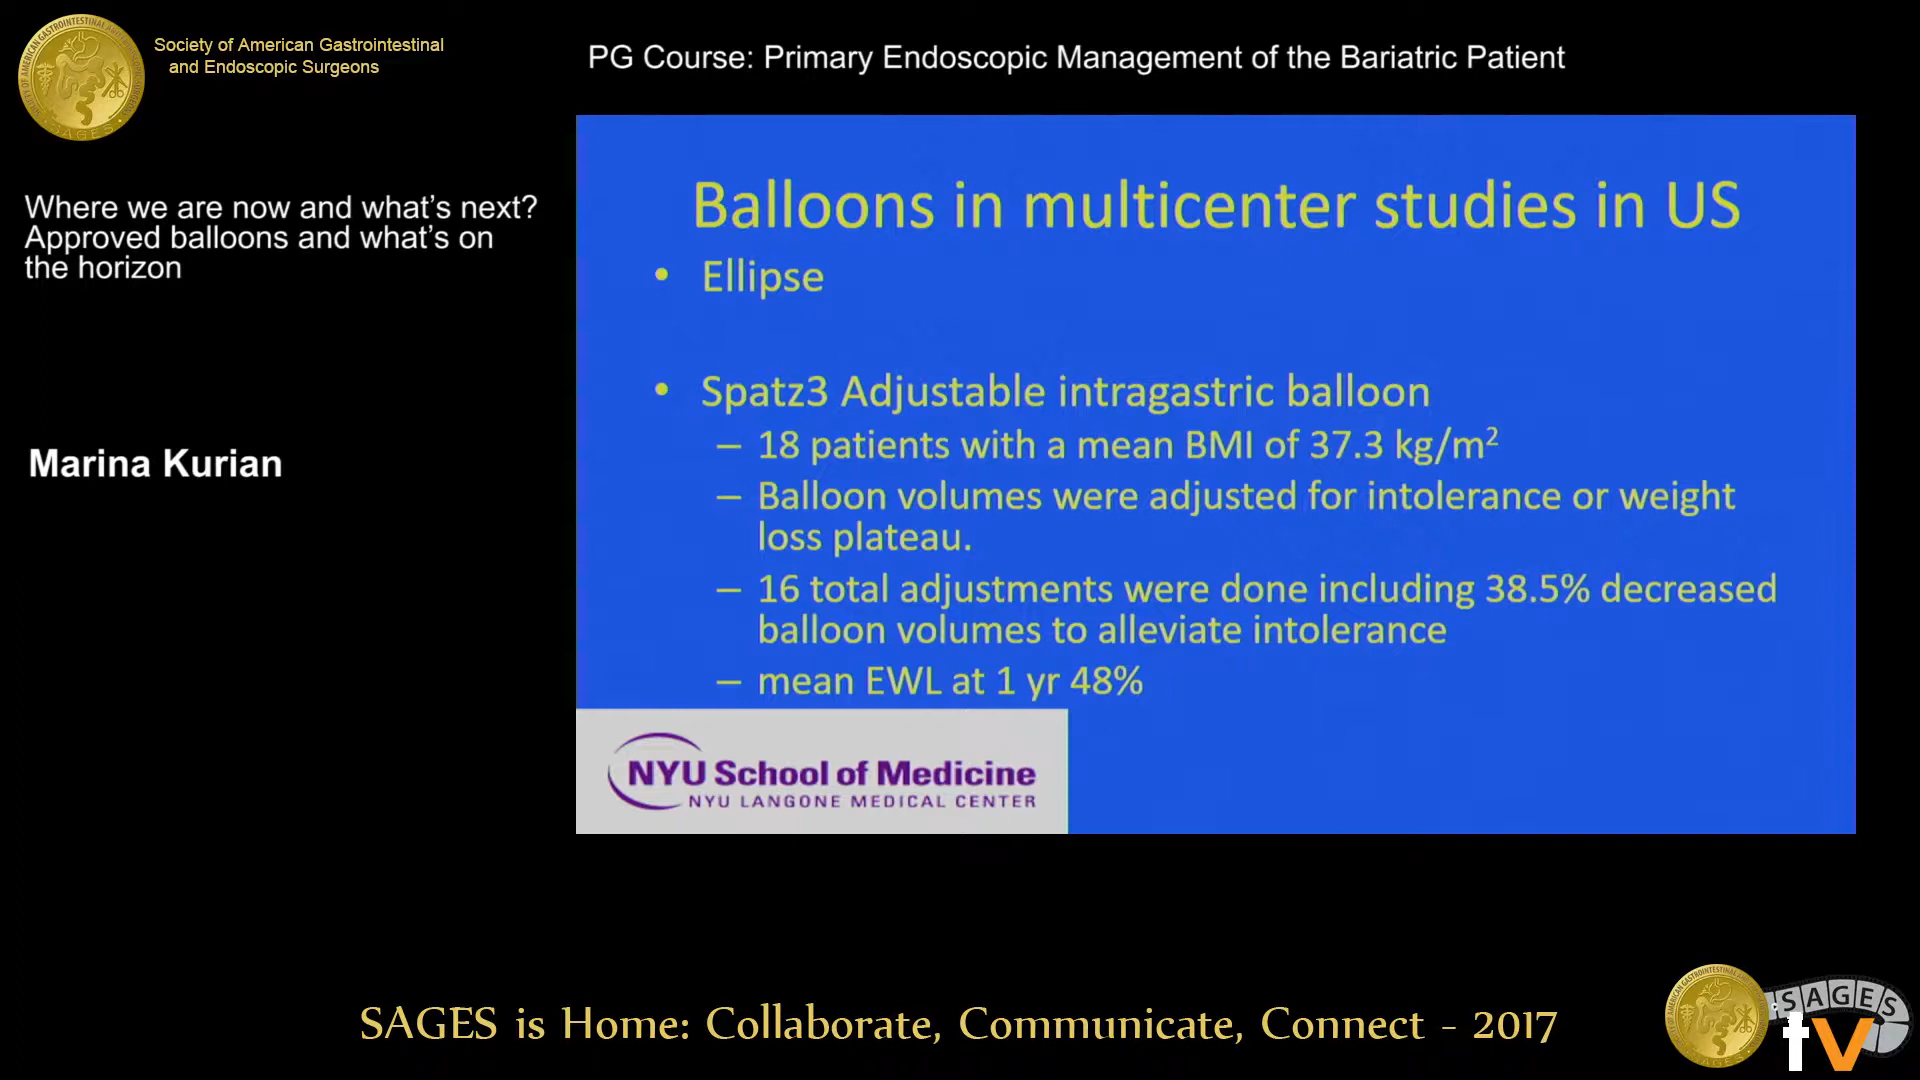 Society of American Gastrointestinal
and Endoscopic Surgeons
PG Course: Primary Endoscopic Management of the Bariatric Patient
Where we are now and what's next?
Approved balloons and what's on
the horizon
Marina Kurian
Balloons in multicenter studies in US
• Ellipse
• Spatz3 Adjustable intragastric balloon
– 18 patients with a mean BMI of 37.3 kg/m²
– Balloon volumes were adjusted for intolerance or weight
loss plateau.
– 16 total adjustments were done including 38.5% decreased
balloon volumes to alleviate intolerance
– mean EWL at 1 yr 48%
NYU School of Medicine
NYU LANGONE MEDICAL CENTER
SAGES is Home: Collaborate, Communicate, Connect - 2017
SAGES
tv